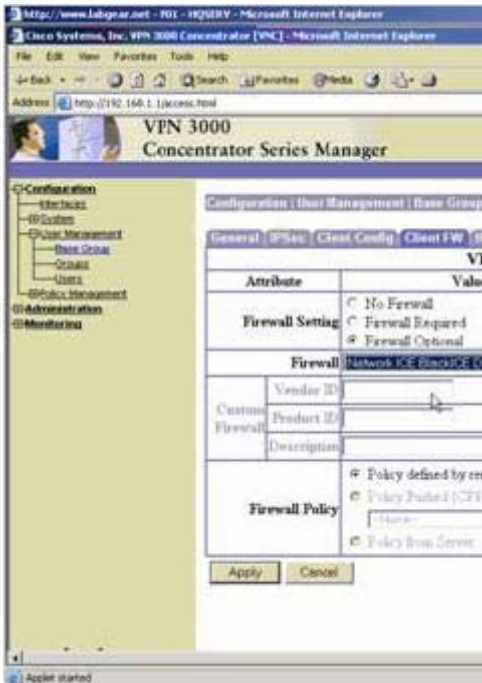 http://www.labgear.net - RDX - HQSERV - Microsoft Internet Explorer
Cisco Systems, Inc. VPN 3000 Concentrator [VNC] - Microsoft Internet Explorer
File Edit View Favorites Tools Help
Back Search Favorites Media
Address http://192.168.1.1/access.html
VPN 3000
Concentrator Series Manager
Configuration
Interfaces
System
User Management
Base Group
Groups
Users
Policy Management
Administration
Monitoring
Configuration | User Management | Base Group
General IPSec Client Config Client FW
Attribute Value
Firewall Setting
No Firewall
Firewall Required
Firewall Optional
Firewall Network ICE BlackICE D
Custom Firewall
Vendor ID
Product ID
Description
Firewall Policy
Policy defined by re
Policy Pushed (CPP
--None--
Policy from Server
Apply Cancel
Applet started